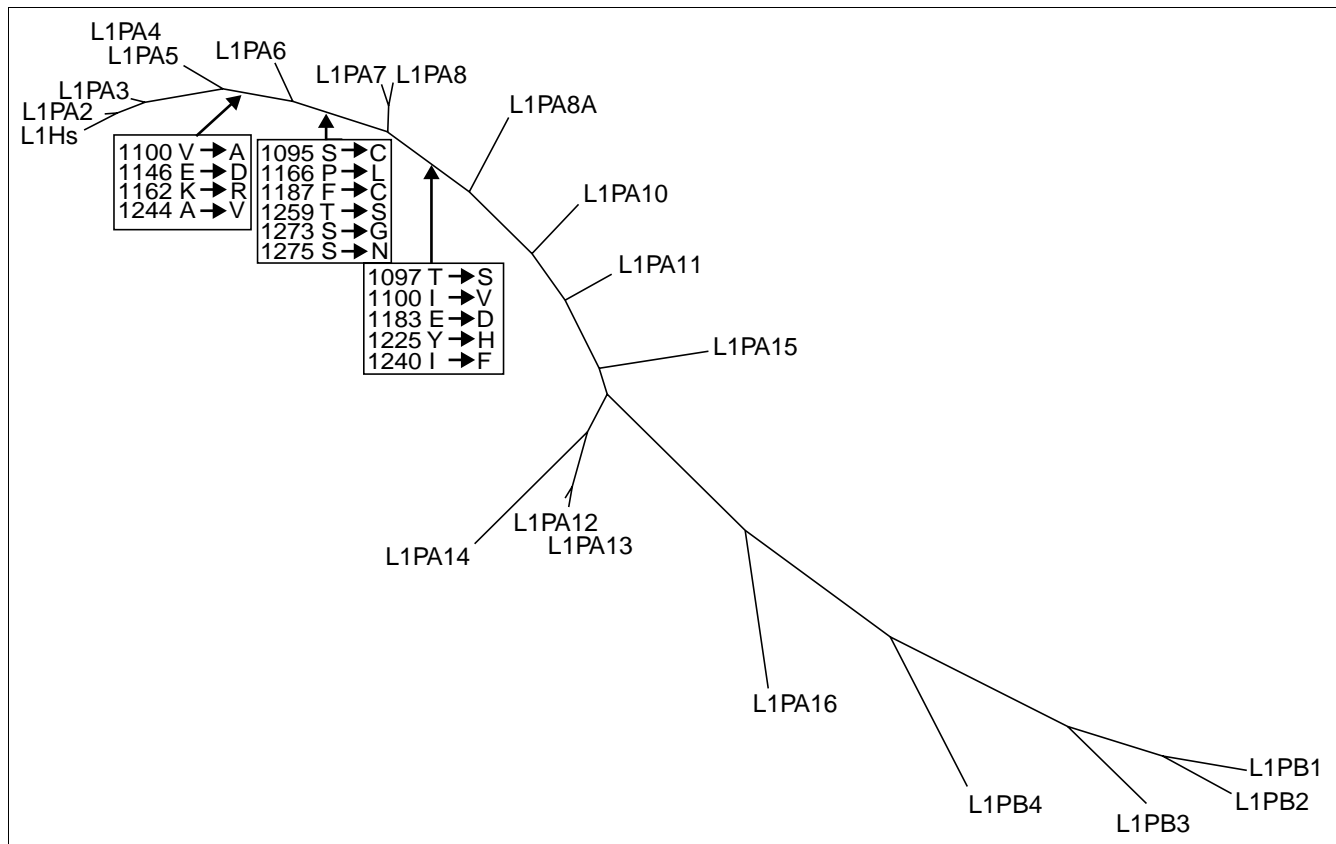 L1PA4
L1PA5
L1PA6
L1PA7
L1PA8
L1PA3
L1PA2
L1Hs
L1PA8A
1100 V → A
1146 E → D
1162 K → R
1244 A → V
1095 S → C
1166 P → L
1187 F → C
1259 T → S
1273 S → G
1275 S → N
1097 T → S
1100 I → V
1183 E → D
1225 Y → H
1240 I → F
L1PA10
L1PA11
L1PA15
L1PA12
L1PA13
L1PA14
L1PA16
L1PB1
L1PB2
L1PB4
L1PB3